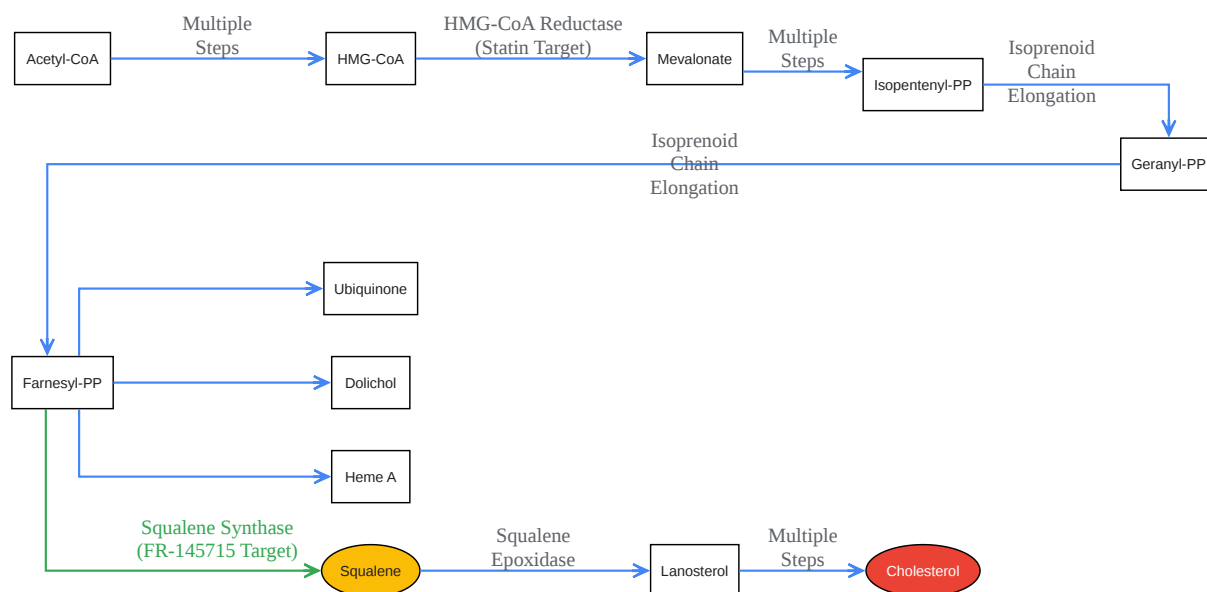 Acetyl-CoA
Multiple
Steps
HMG-CoA
HMG-CoA Reductase
(Statin Target)
Mevalonate
Multiple
Steps
Isopentenyl-PP
Isoprenoid
Chain
Elongation
Geranyl-PP
Isoprenoid
Chain
Elongation
Farnesyl-PP
Ubiquinone
Dolichol
Heme A
Squalene Synthase
(FR-145715 Target)
Squalene
Squalene
Epoxidase
Lanosterol
Multiple
Steps
Cholesterol